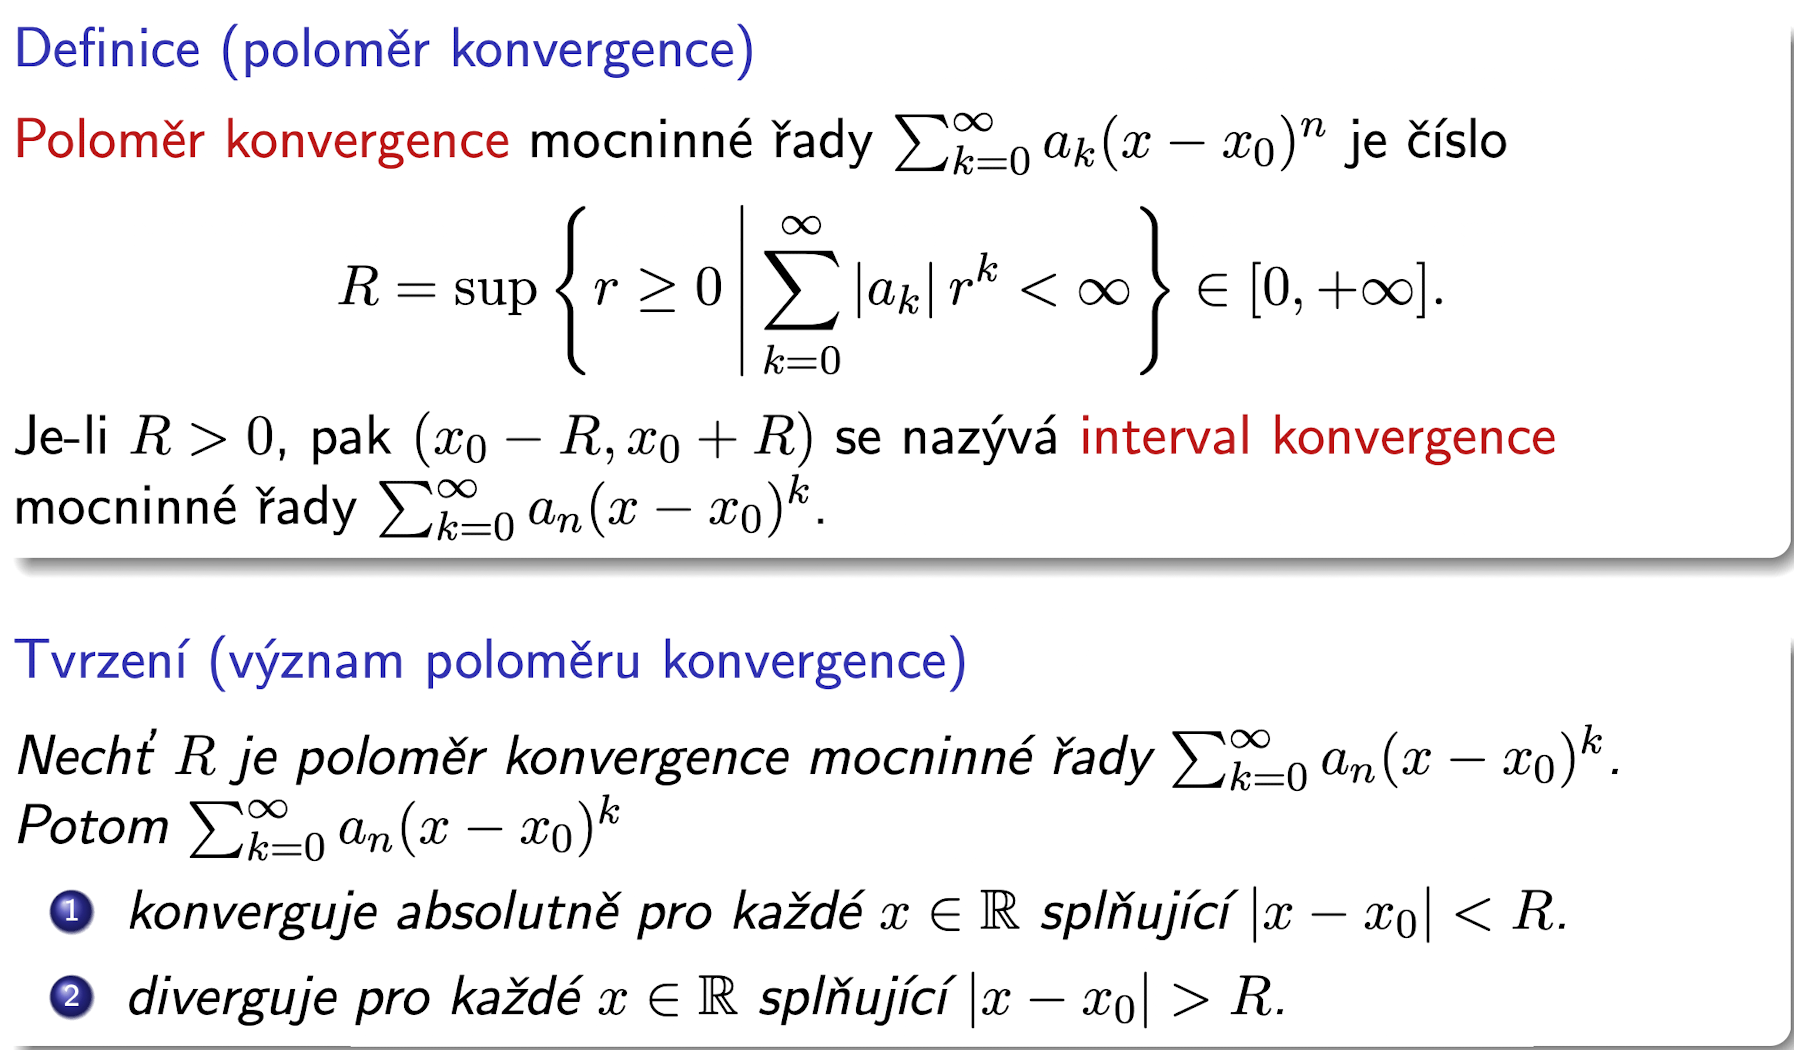 Definice (poloměr konvergence)
Poloměr konvergence mocninné řady $\sum_{k=0}^{\infty} a_k(x-x_0)^n$ je číslo
$R = \sup \left\{ r \geq 0 \,\middle|\, \sum_{k=0}^{\infty} |a_k| \, r^k < \infty \right\} \in [0, +\infty].$
Je-li $R > 0$, pak $(x_0 - R, x_0 + R)$ se nazývá interval konvergence
mocninné řady $\sum_{k=0}^{\infty} a_n(x-x_0)^k$.
Tvrzení (význam poloměru konvergence)
Nechť $R$ je poloměr konvergence mocninné řady $\sum_{k=0}^{\infty} a_n(x-x_0)^k$.
Potom $\sum_{k=0}^{\infty} a_n(x-x_0)^k$
1 konverguje absolutně pro každé $x \in \mathbb{R}$ splňující $|x-x_0| < R$.
2 diverguje pro každé $x \in \mathbb{R}$ splňující $|x-x_0| > R$.